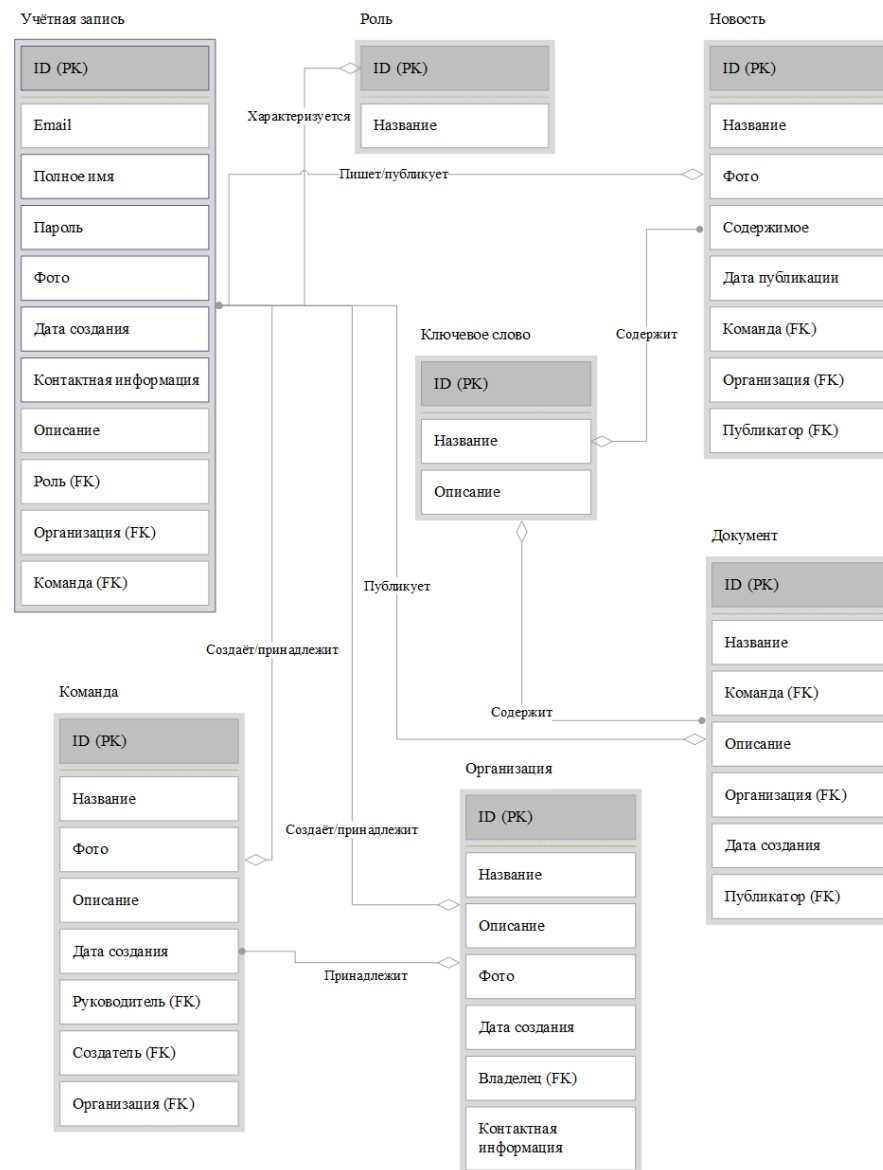 Учётная запись
ID (PK)
Email
Полное имя
Пароль
Фото
Дата создания
Контактная информация
Описание
Роль (FK)
Организация (FK)
Команда (FK)
Роль
ID (PK)
Название
Новость
ID (PK)
Название
Фото
Содержимое
Дата публикации
Команда (FK)
Организация (FK)
Публикатор (FK)
Характеризуется
Пишет/публикует
Содержит
Ключевое слово
ID (PK)
Название
Описание
Документ
ID (PK)
Название
Команда (FK)
Описание
Организация (FK)
Дата создания
Публикатор (FK)
Публикует
Создаёт/принадлежит
Содержит
Команда
ID (PK)
Название
Фото
Описание
Дата создания
Руководитель (FK)
Создатель (FK)
Организация (FK)
Создаёт/принадлежит
Принадлежит
Организация
ID (PK)
Название
Описание
Фото
Дата создания
Владелец (FK)
Контактная
информация